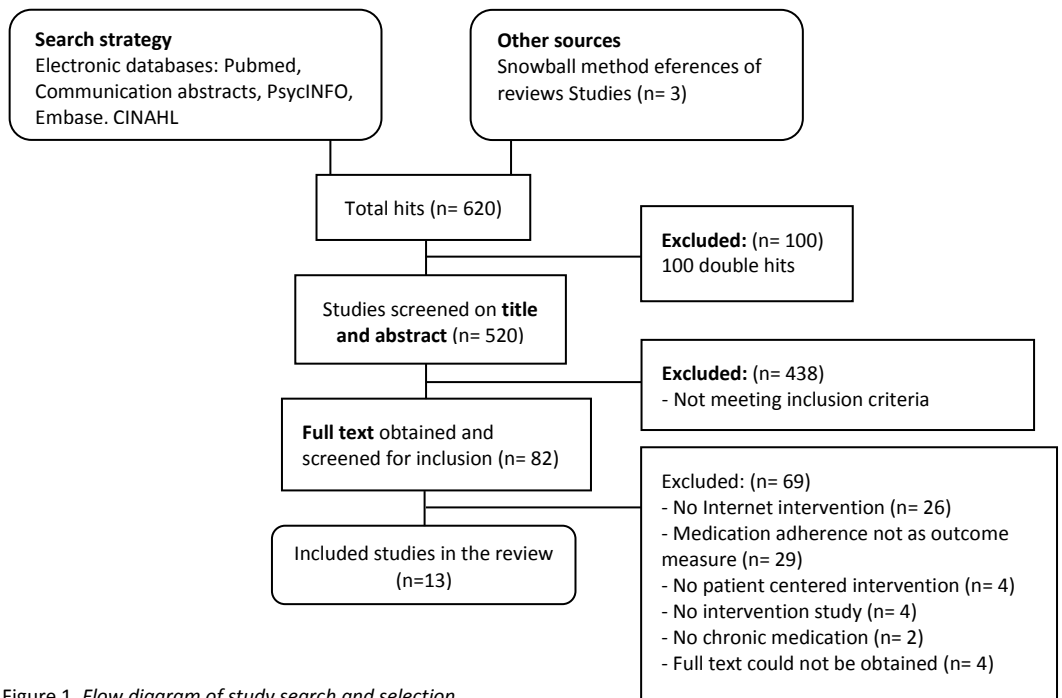 Search strategy
Electronic databases: Pubmed,
Communication abstracts, PsycINFO,
Embase. CINAHL
Other sources
Snowball method eferences of
reviews Studies (n= 3)
Total hits (n= 620)
Excluded: (n= 100)
100 double hits
Studies screened on title
and abstract (n= 520)
Excluded: (n= 438)
- Not meeting inclusion criteria
Full text obtained and
screened for inclusion (n= 82)
Excluded: (n= 69)
- No Internet intervention (n= 26)
- Medication adherence not as outcome
measure (n= 29)
- No patient centered intervention (n= 4)
- No intervention study (n= 4)
- No chronic medication (n= 2)
- Full text could not be obtained (n= 4)
Included studies in the review
(n=13)
Figure 1. Flow diagram of study search and selection